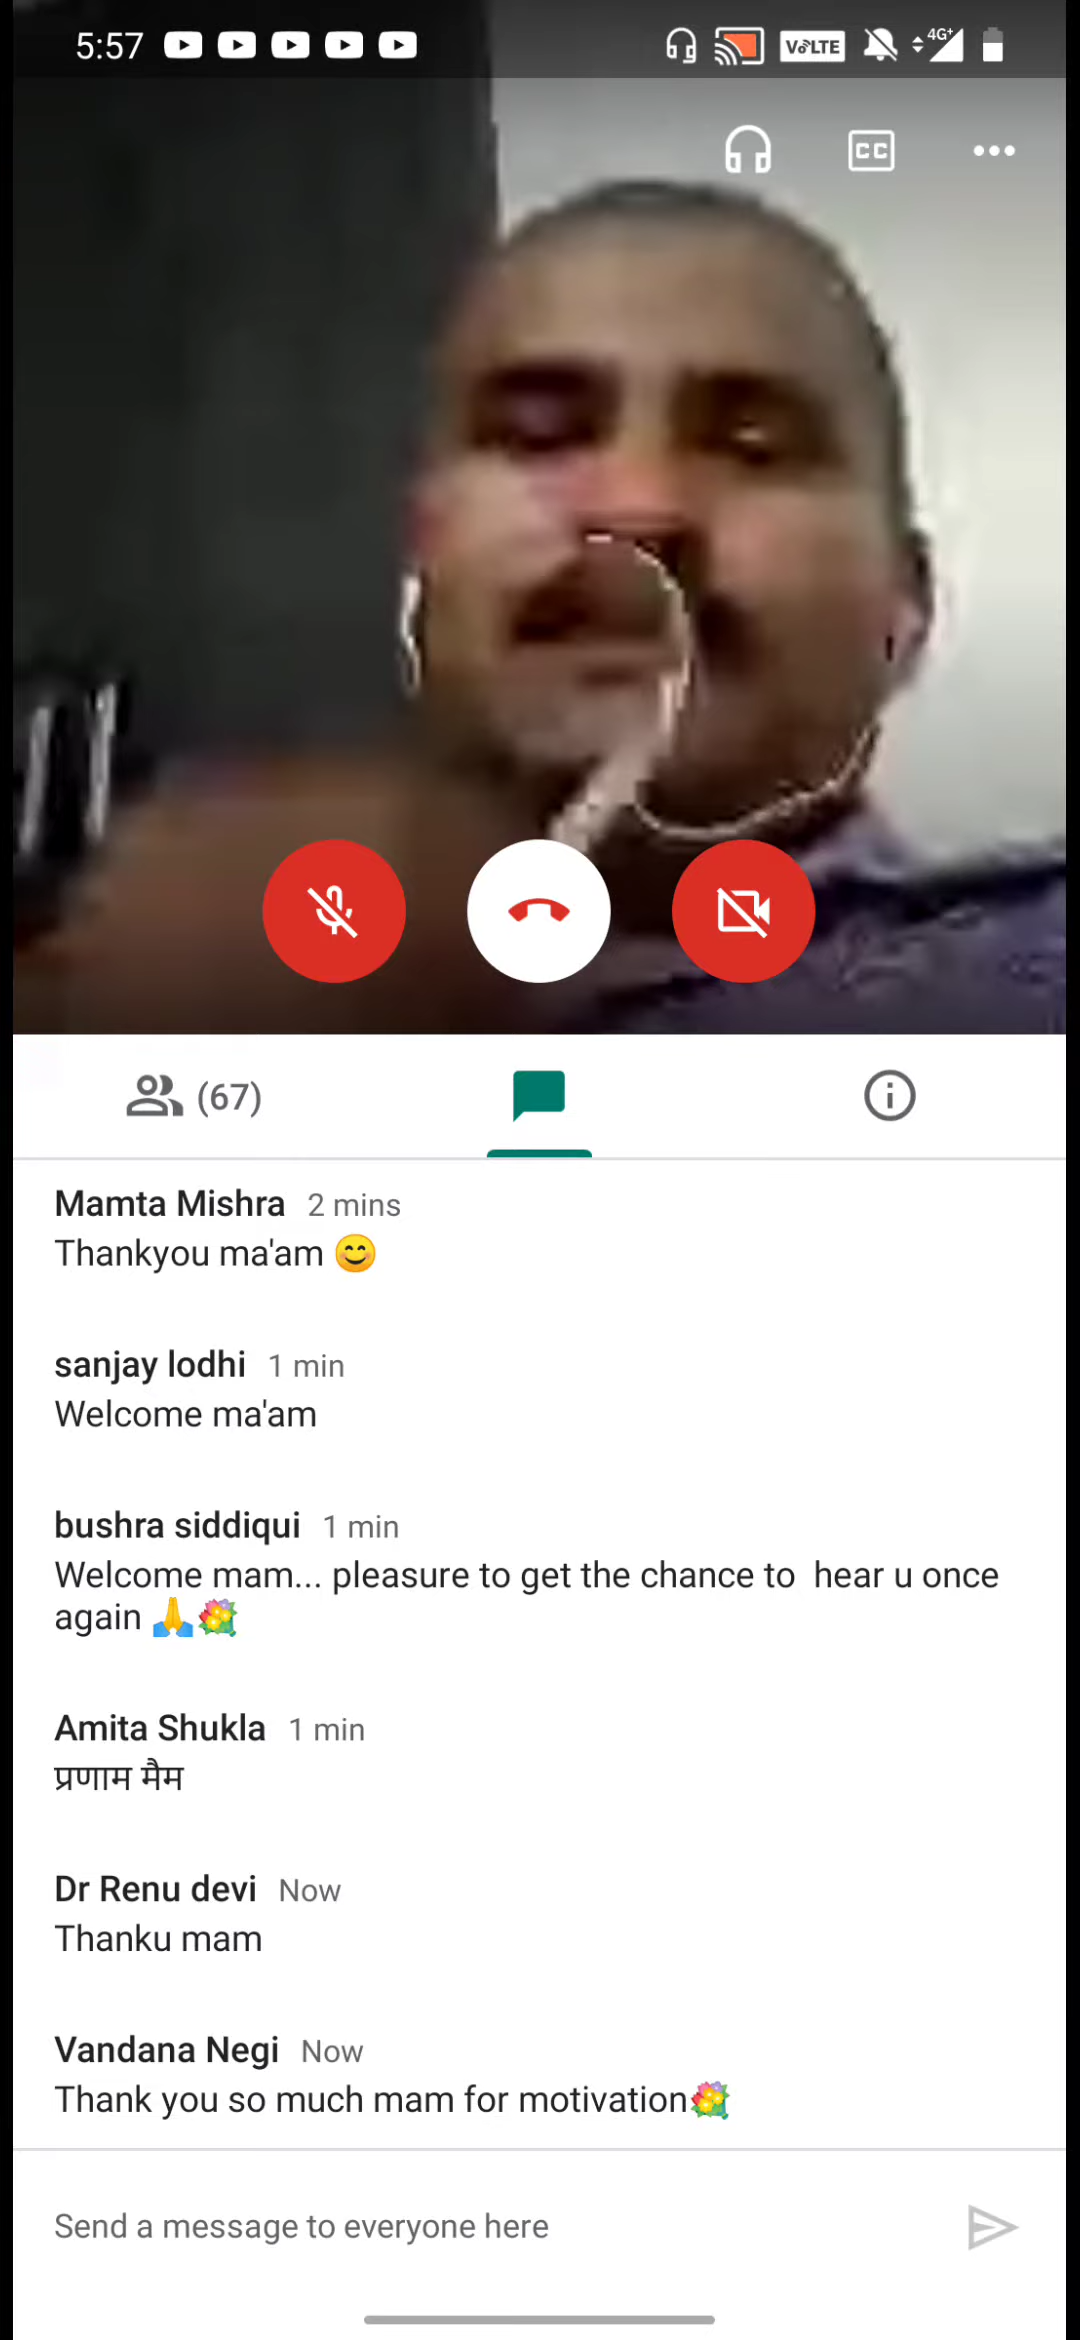 5:57
VoLTE
4G+
CC
(67)
Mamta Mishra 2 mins
Thankyou ma'am 😊
sanjay lodhi 1 min
Welcome ma'am
bushra siddiqui 1 min
Welcome mam... pleasure to get the chance to  hear u once
again 🙏💐
Amita Shukla 1 min
प्रणाम मैम
Dr Renu devi Now
Thanku mam
Vandana Negi Now
Thank you so much mam for motivation💐
Send a message to everyone here